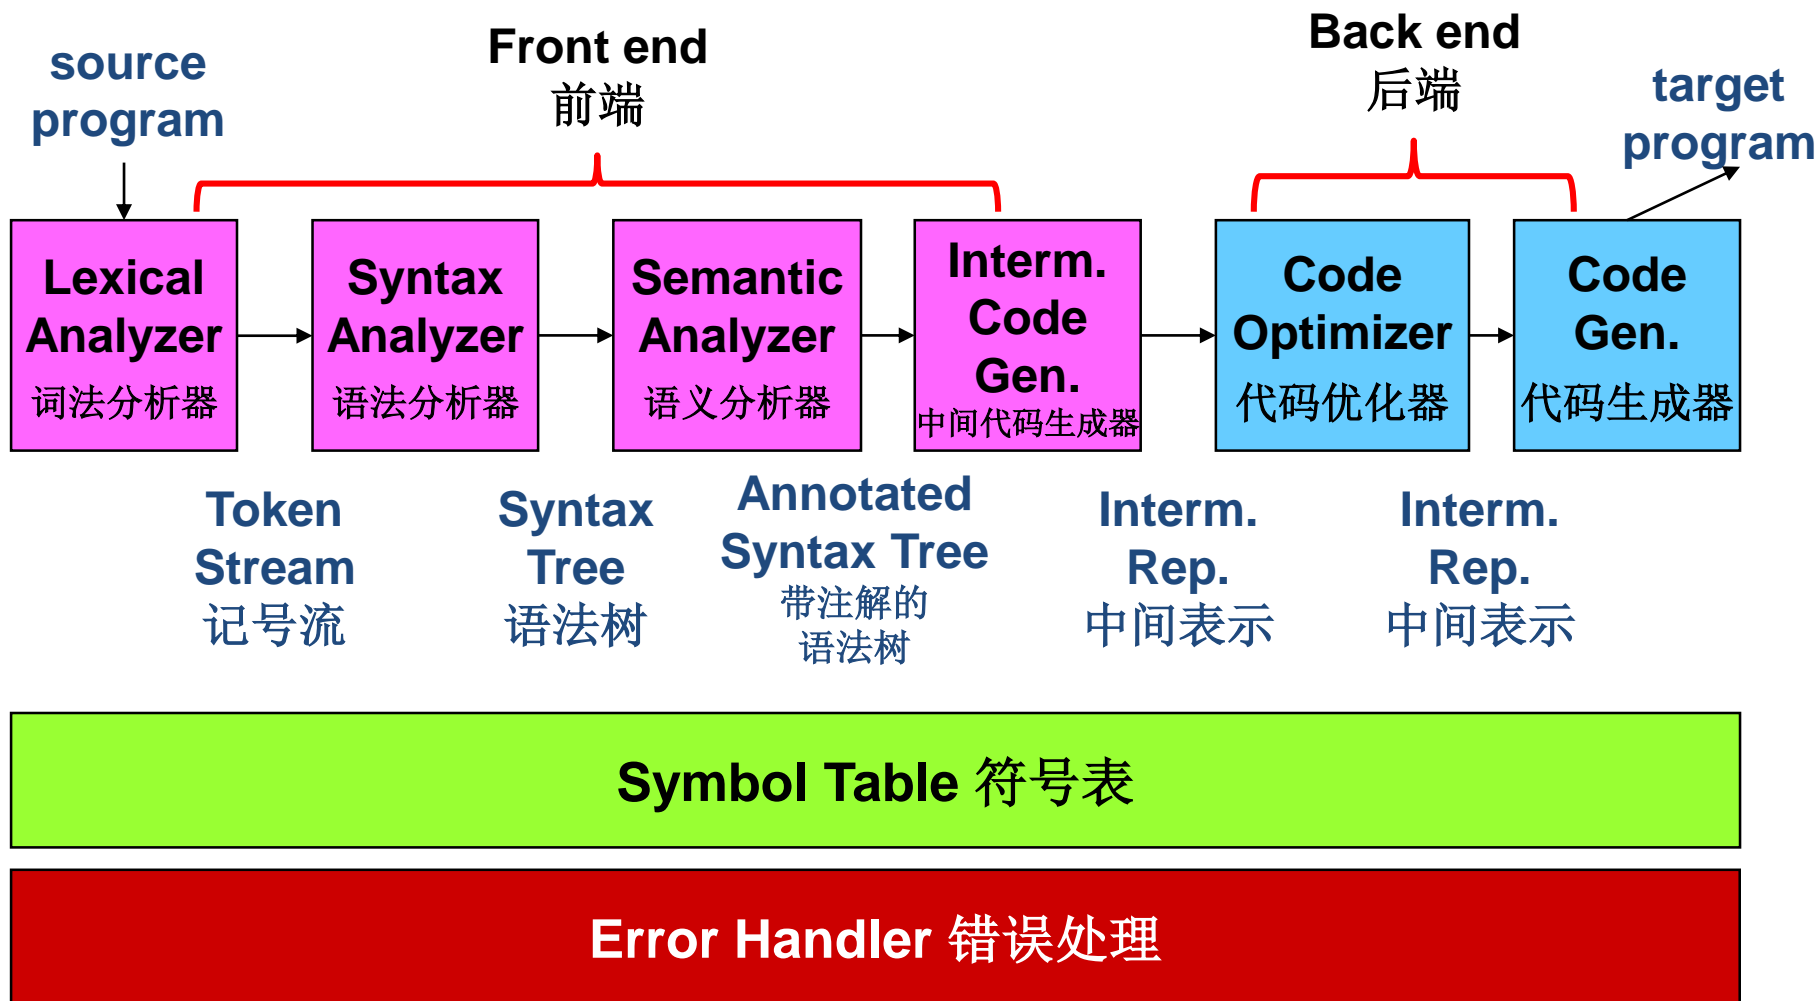 source
program
Front end
前端
Back end
后端
target
program
Lexical
Analyzer
词法分析器
Syntax
Analyzer
语法分析器
Semantic
Analyzer
语义分析器
Interm.
Code
Gen.
中间代码生成器
Code
Optimizer
代码优化器
Code
Gen.
代码生成器
Token
Stream
记号流
Syntax
Tree
语法树
Annotated
Syntax Tree
带注解的
语法树
Interm.
Rep.
中间表示
Interm.
Rep.
中间表示
Symbol Table 符号表
Error Handler 错误处理